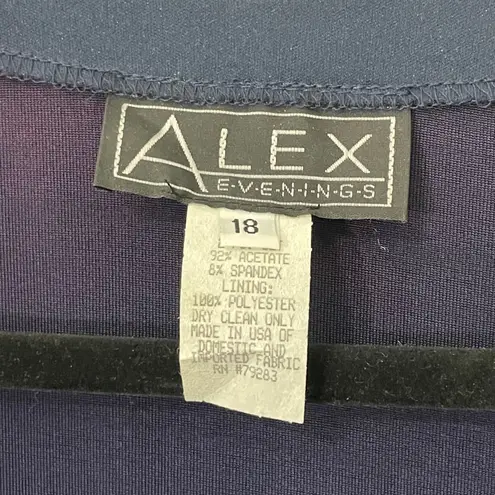 ALEX
E-V-E-N-I-N-G-S
18
92% ACETATE
8% SPANDEX
LINING:
100% POLYESTER
DRY CLEAN ONLY
MADE IN USA OF
DOMESTIC AND
IMPORTED FABRIC
RN #79283